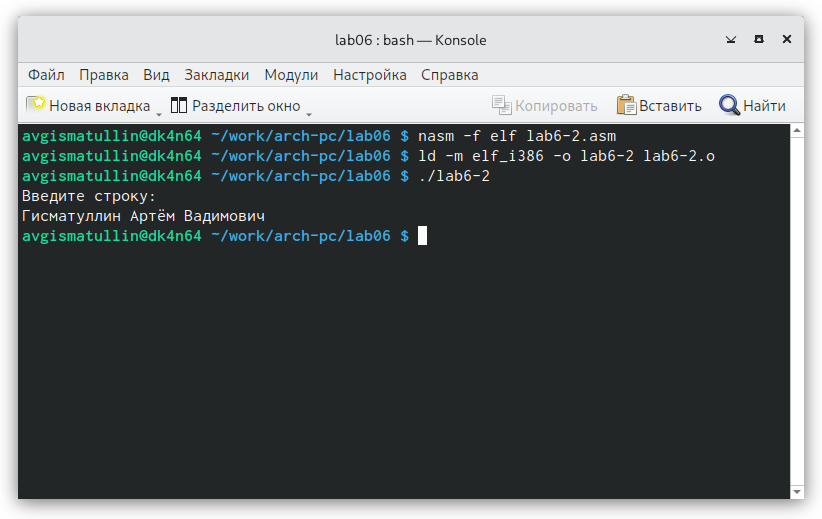 lab06 : bash — Konsole
Файл Правка Вид Закладки Модули Настройка Справка
Новая вкладка Разделить окно Копировать Вставить Найти
avgismatullin@dk4n64 ~/work/arch-pc/lab06 $ nasm -f elf lab6-2.asm
avgismatullin@dk4n64 ~/work/arch-pc/lab06 $ ld -m elf_i386 -o lab6-2 lab6-2.o
avgismatullin@dk4n64 ~/work/arch-pc/lab06 $ ./lab6-2
Введите строку:
Гисматуллин Артём Вадимович
avgismatullin@dk4n64 ~/work/arch-pc/lab06 $